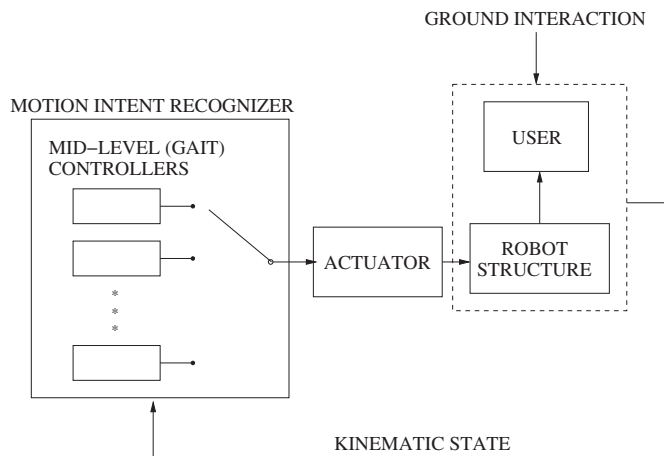 GROUND INTERACTION
MOTION INTENT RECOGNIZER
MID–LEVEL (GAIT)
CONTROLLERS
USER
ACTUATOR
ROBOT
STRUCTURE
*
*
*
KINEMATIC STATE